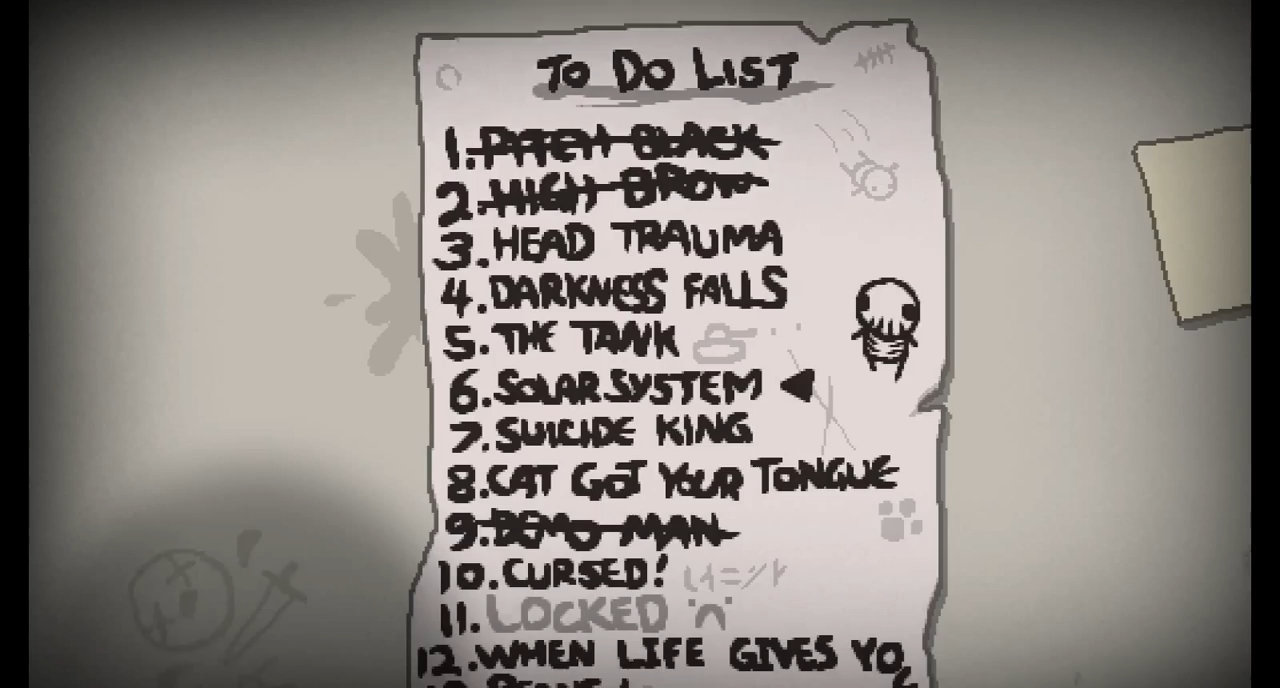 TO DO LIST
1. PITCH BLACK
2. HIGH BROW
3. HEAD TRAUMA
4. DARKNESS FALLS
5. THE TANK
6. SOLAR SYSTEM
7. SUICIDE KING
8. CAT GOT YOUR TONGUE
9. DEMO MAN
10. CURSED!
11. LOCKED
12. WHEN LIFE GIVES YO